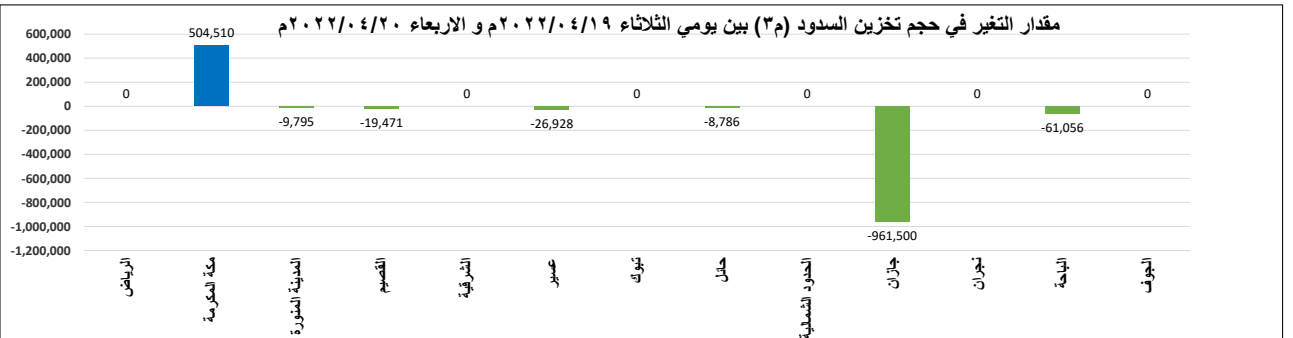 مقدار التغير في حجم تخزين السدود (م٣) بين يومي الثلاثاء ٢٠٢٢/٠٤/١٩م و الاربعاء ٢٠٢٢/٠٤/٢٠م
600,000
400,000
200,000
0
-200,000
-400,000
-600,000
-800,000
-1,000,000
-1,200,000
0
504,510
-9,795
-19,471
0
-26,928
0
-8,786
0
-961,500
0
-61,056
0
الرياض
مكة المكرمة
المدينة المنورة
القصيم
الشرقية
عسير
تبوك
حائل
الحدود الشمالية
جازان
نجران
الباحة
الجوف